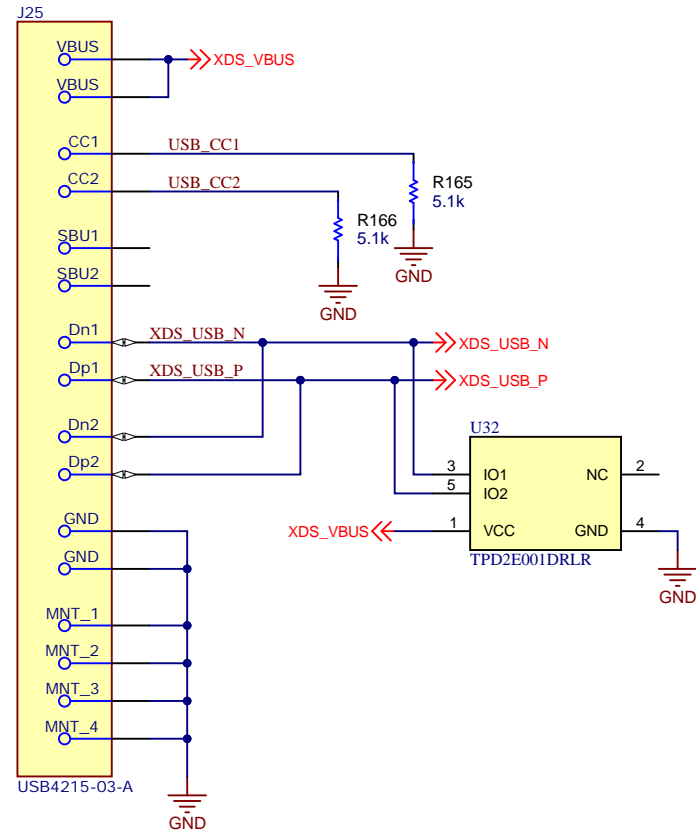 J25
VBUS
XDS_VBUS
VBUS
CC1 USB_CC1
CC2 USB_CC2
R165
5.1k
R166
5.1k
SBU1
GND
SBU2
GND
Dn1 XDS_USB_N XDS_USB_N
Dp1 XDS_USB_P XDS_USB_P
Dn2
U32
Dp2
3 IO1 NC 2
5 IO2
GND
XDS_VBUS 1 VCC GND 4
TPD2E001DRLR
GND
GND
MNT_1
MNT_2
MNT_3
MNT_4
USB4215-03-A
GND